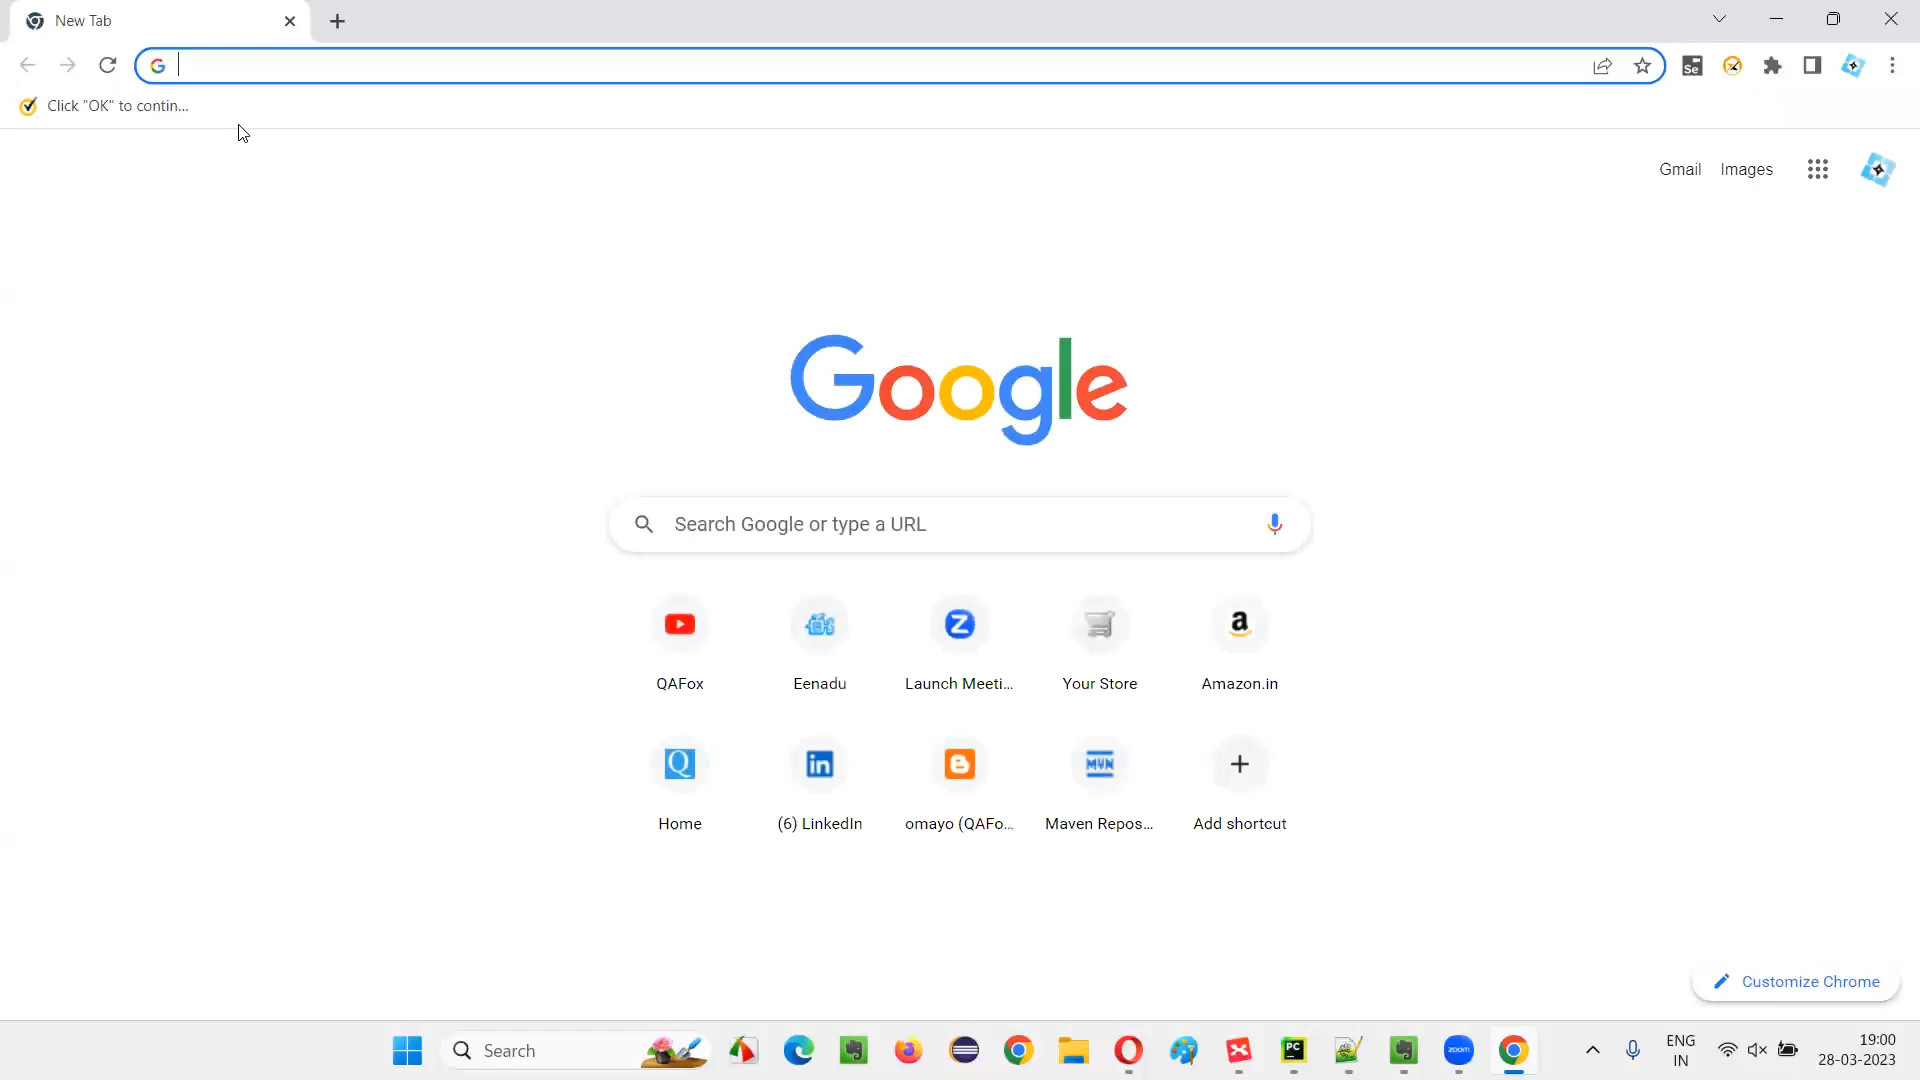 New Tab
Click "OK" to contin...
Gmail Images
Google
Search Google or type a URL
QAFox Eenadu Launch Meeti... Your Store Amazon.in
Home (6) LinkedIn omayo (QAFo... Maven Repos... Add shortcut
Customize Chrome
Search
ENG
IN
19:00
28-03-2023